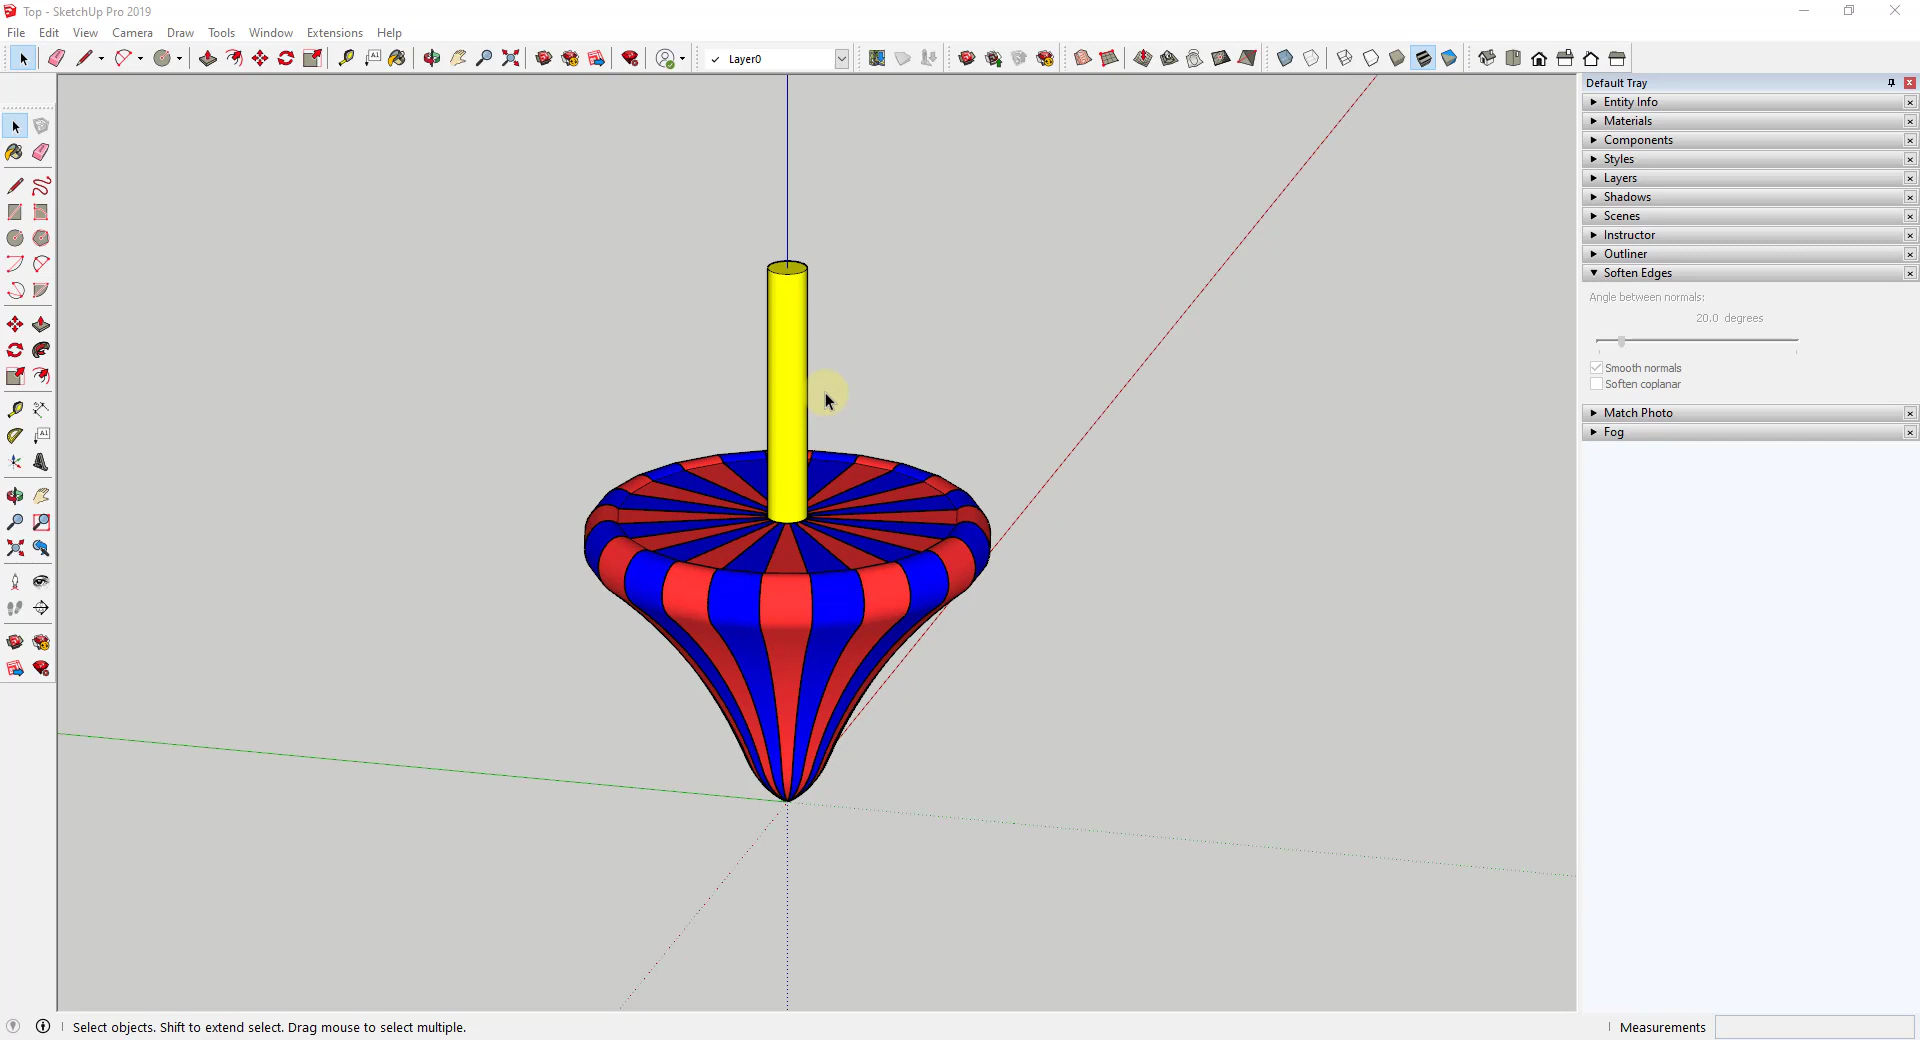 Top - SketchUp Pro 2019
File Edit View Camera Draw Tools Window Extensions Help
A1 ✓ Layer0
Default Tray
Entity Info
Materials
Components
Styles
Layers
Shadows
Scenes
Instructor
Outliner
Soften Edges
Angle between normals:
20.0 degrees
Smooth normals
Soften coplanar
Match Photo
Fog
A1
Select objects. Shift to extend select. Drag mouse to select multiple.
Measurements